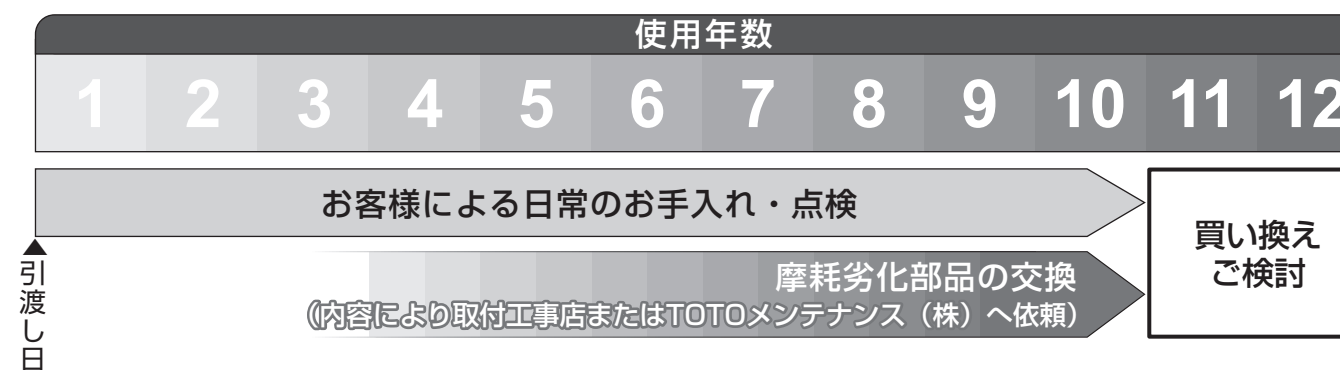 使用年数
1 2 3 4 5 6 7 8 9 10 11 12
お客様による日常のお手入れ・点検
買い換え
ご検討
引渡し日
摩耗劣化部品の交換
(内容により取付工事店またはTOTOメンテナンス（株）へ依頼)